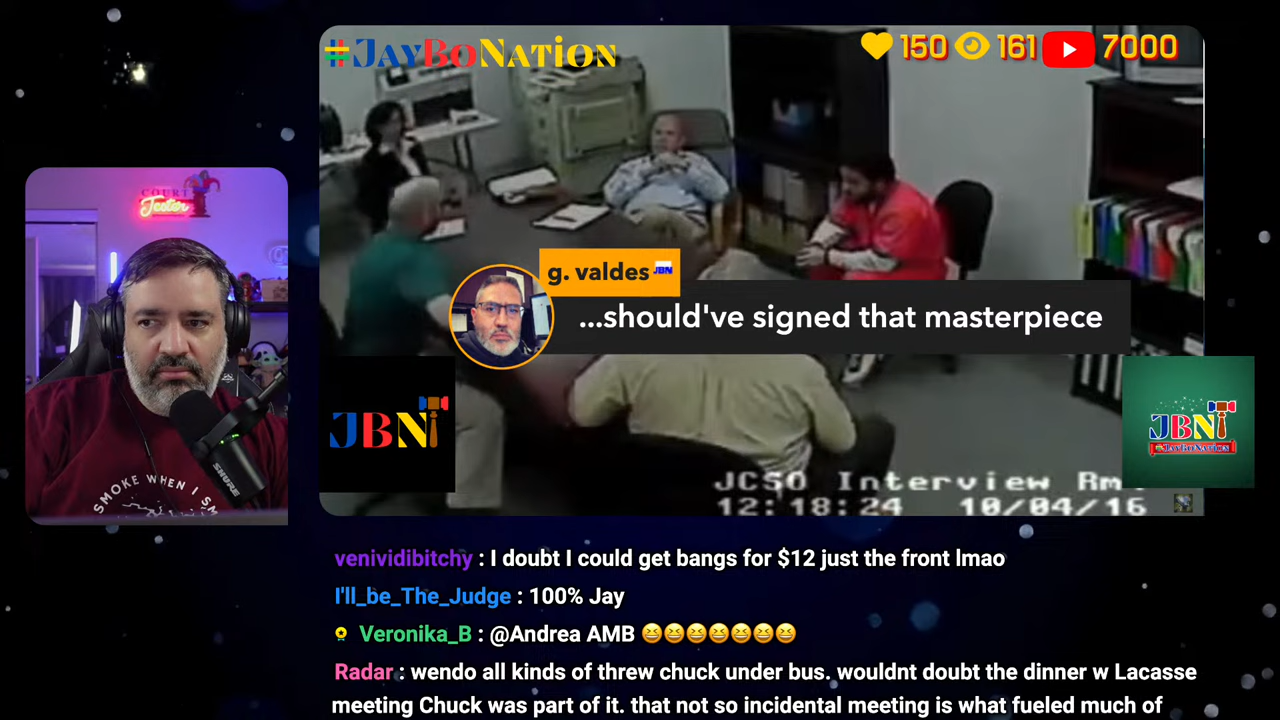 #JAYBONATION
150 161 7000
COURT
Jester
g. valdes JBN
...should've signed that masterpiece
JBN
JBN
#JAYBONATION
SMOKE WHEN I SM
SHURE
JCSO Interview Rm
12:18:24 10/04/16
venividibitchy : I doubt I could get bangs for $12 just the front lmao
I'll_be_The_Judge : 100% Jay
Veronika_B : @Andrea AMB 😆😆😆😆😆😆😆
Radar : wendo all kinds of threw chuck under bus. wouldnt doubt the dinner w Lacasse
meeting Chuck was part of it. that not so incidental meeting is what fueled much of